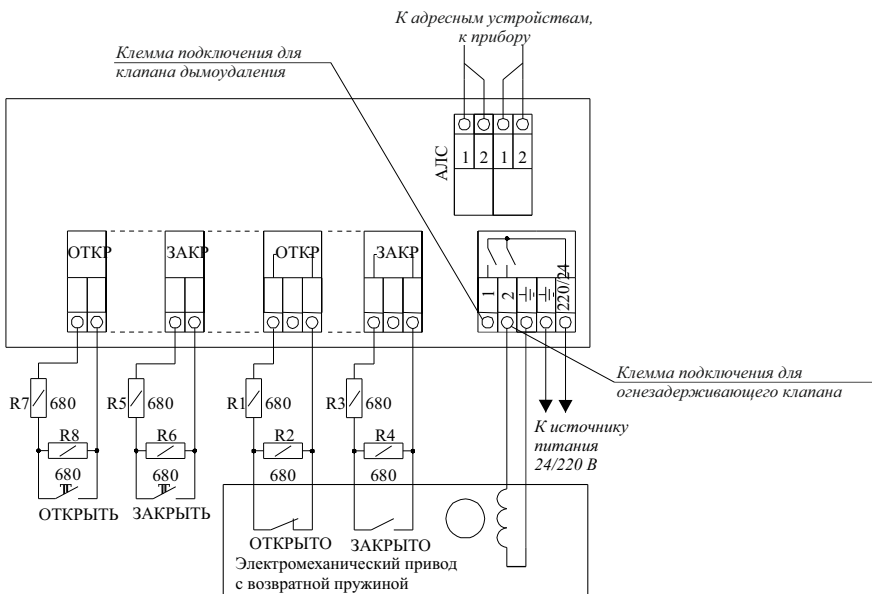 К адресным устройствам,
к прибору
Клемма подключения для
клапана дымоудаления
АЛС
1 2 1 2
ОТКР
ЗАКР
ОТКР
ЗАКР
1
2
220/24
Клемма подключения для
огнезадерживающего клапана
R7 680
R5 680
R1 680
R3 680
К источнику
питания
24/220 В
R8
R6
R2
R4
680
680
680
680
ОТКРЫТЬ
ЗАКРЫТЬ
ОТКРЫТО
ЗАКРЫТО
Электромеханический привод
с возвратной пружиной